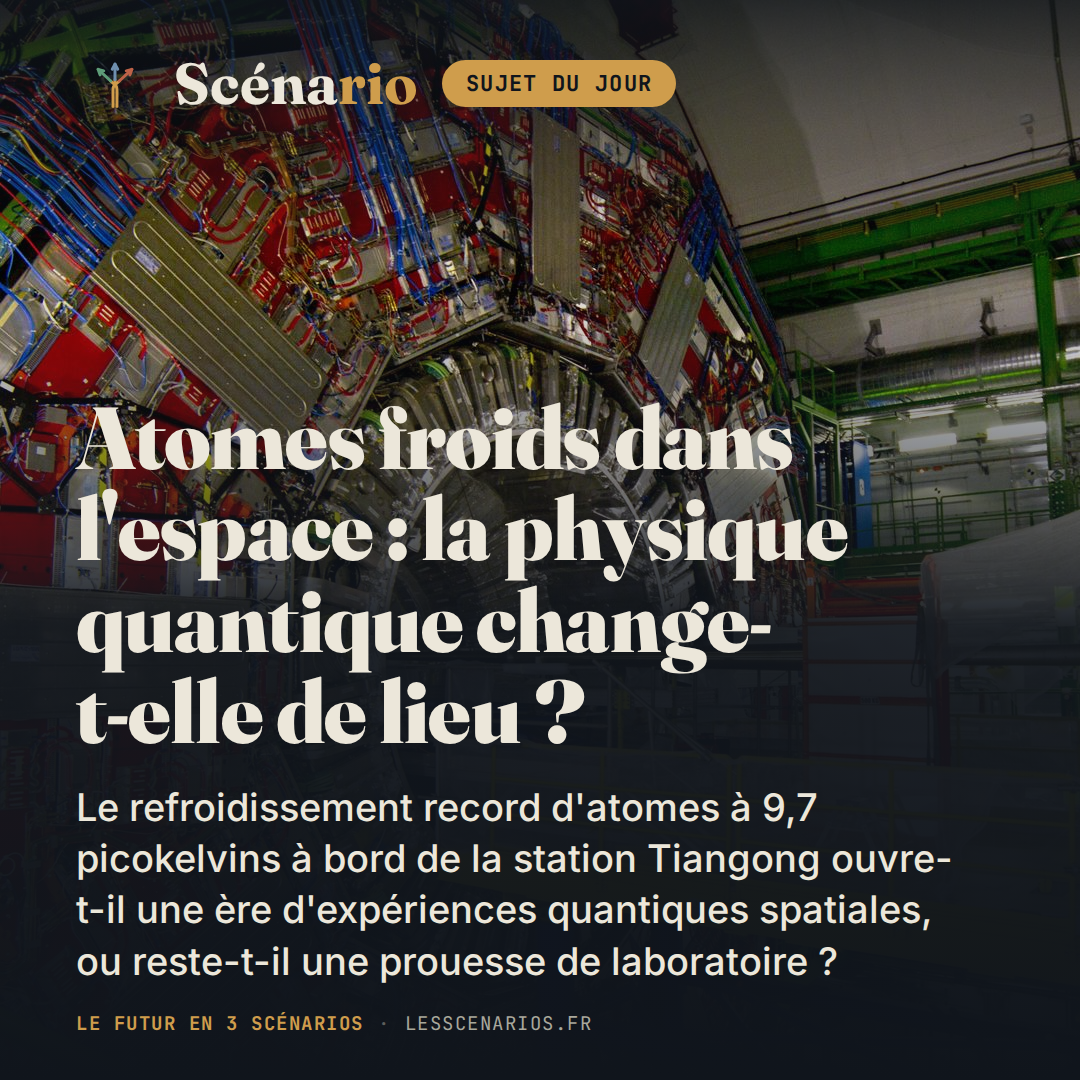 Scénario SUJET DU JOUR
Atomes froids dans
l'espace : la physique
quantique change-
t-elle de lieu ?
Le refroidissement record d'atomes à 9,7
picokelvins à bord de la station Tiangong ouvre-
t-il une ère d'expériences quantiques spatiales,
ou reste-t-il une prouesse de laboratoire ?
LE FUTUR EN 3 SCÉNARIOS · LESSCENARIOS.FR